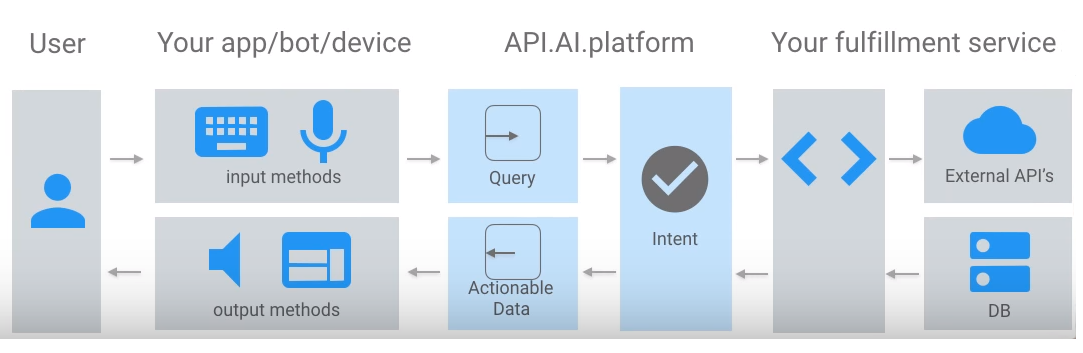 User
Your app/bot/device
API.AI.platform
Your fulfillment service
input methods
Query
Intent
External API's
output methods
Actionable
Data
DB